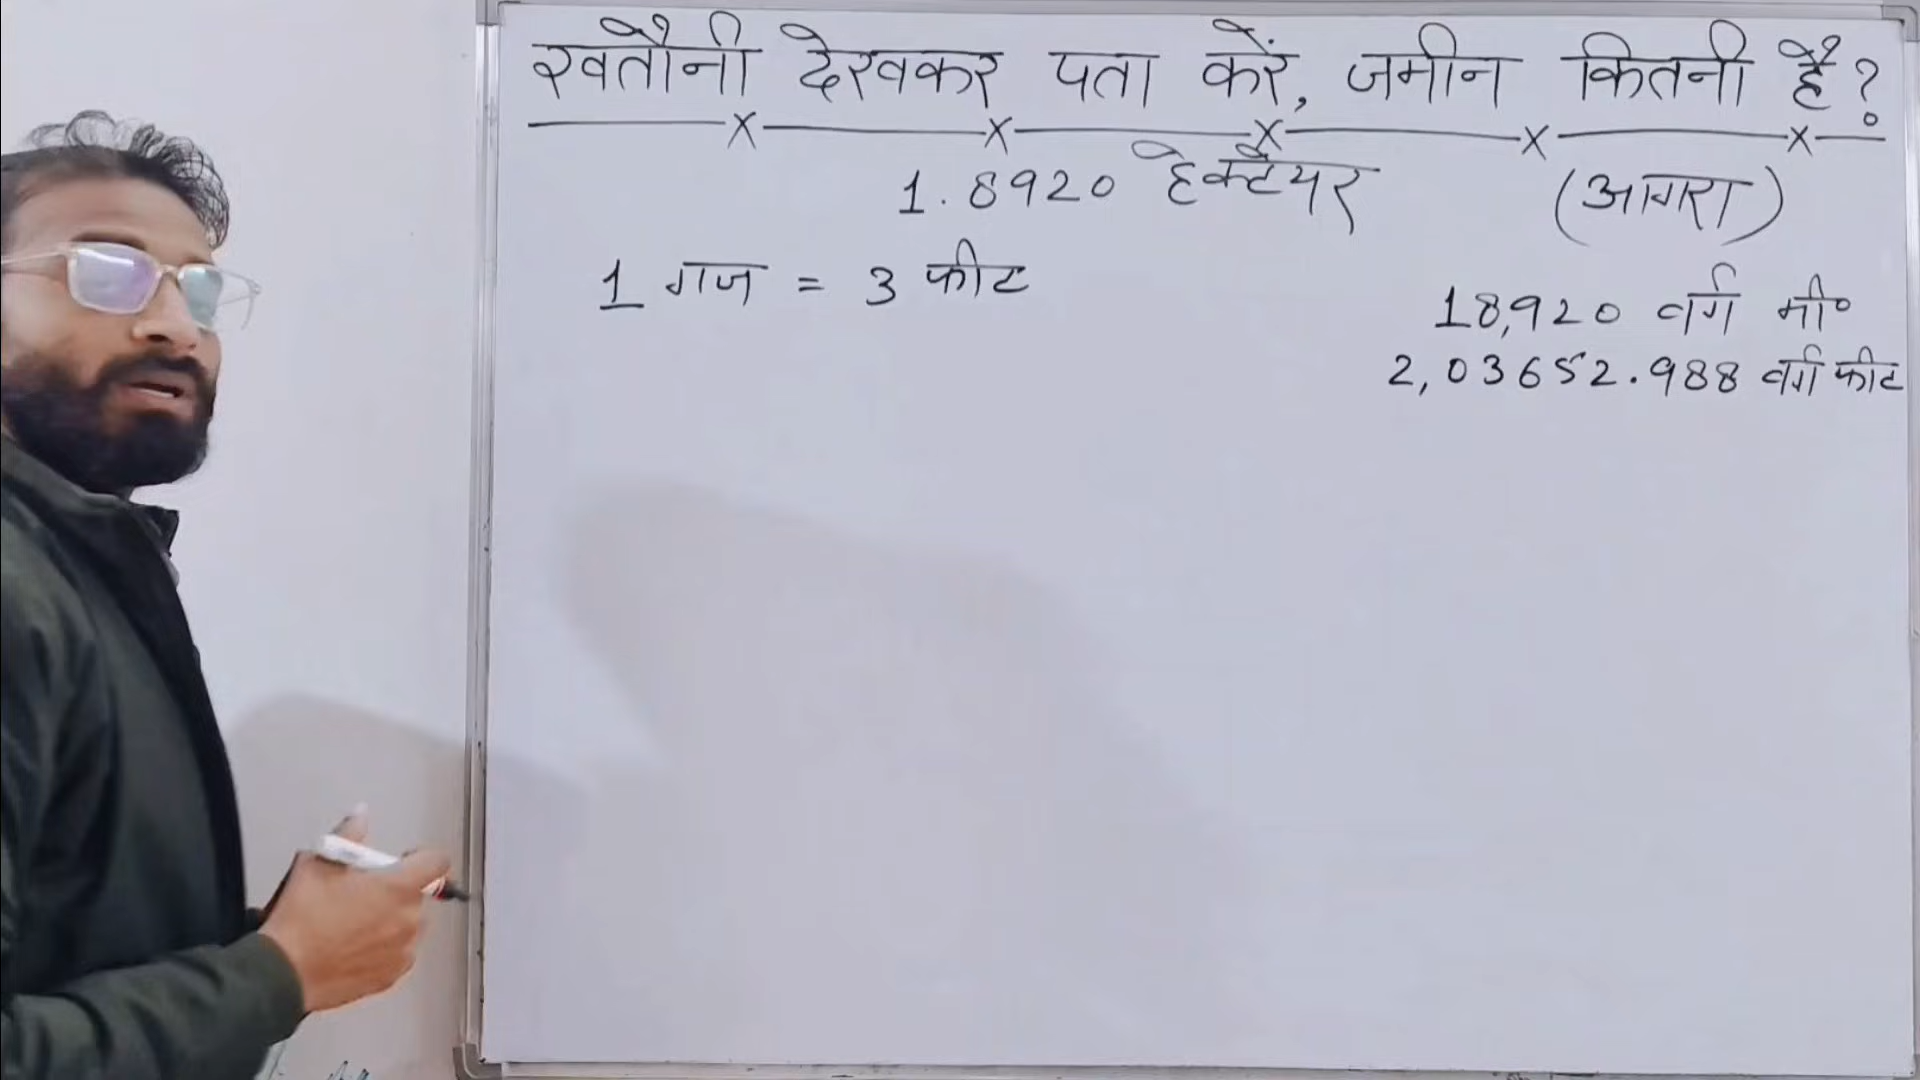 खतौनी देखकर पता करें, जमीन कितनी है?
1.8920 हेक्टेयर (आगरा)
1 गज = 3 फीट
18,920 वर्ग मी०
2,03652.988 वर्ग फीट